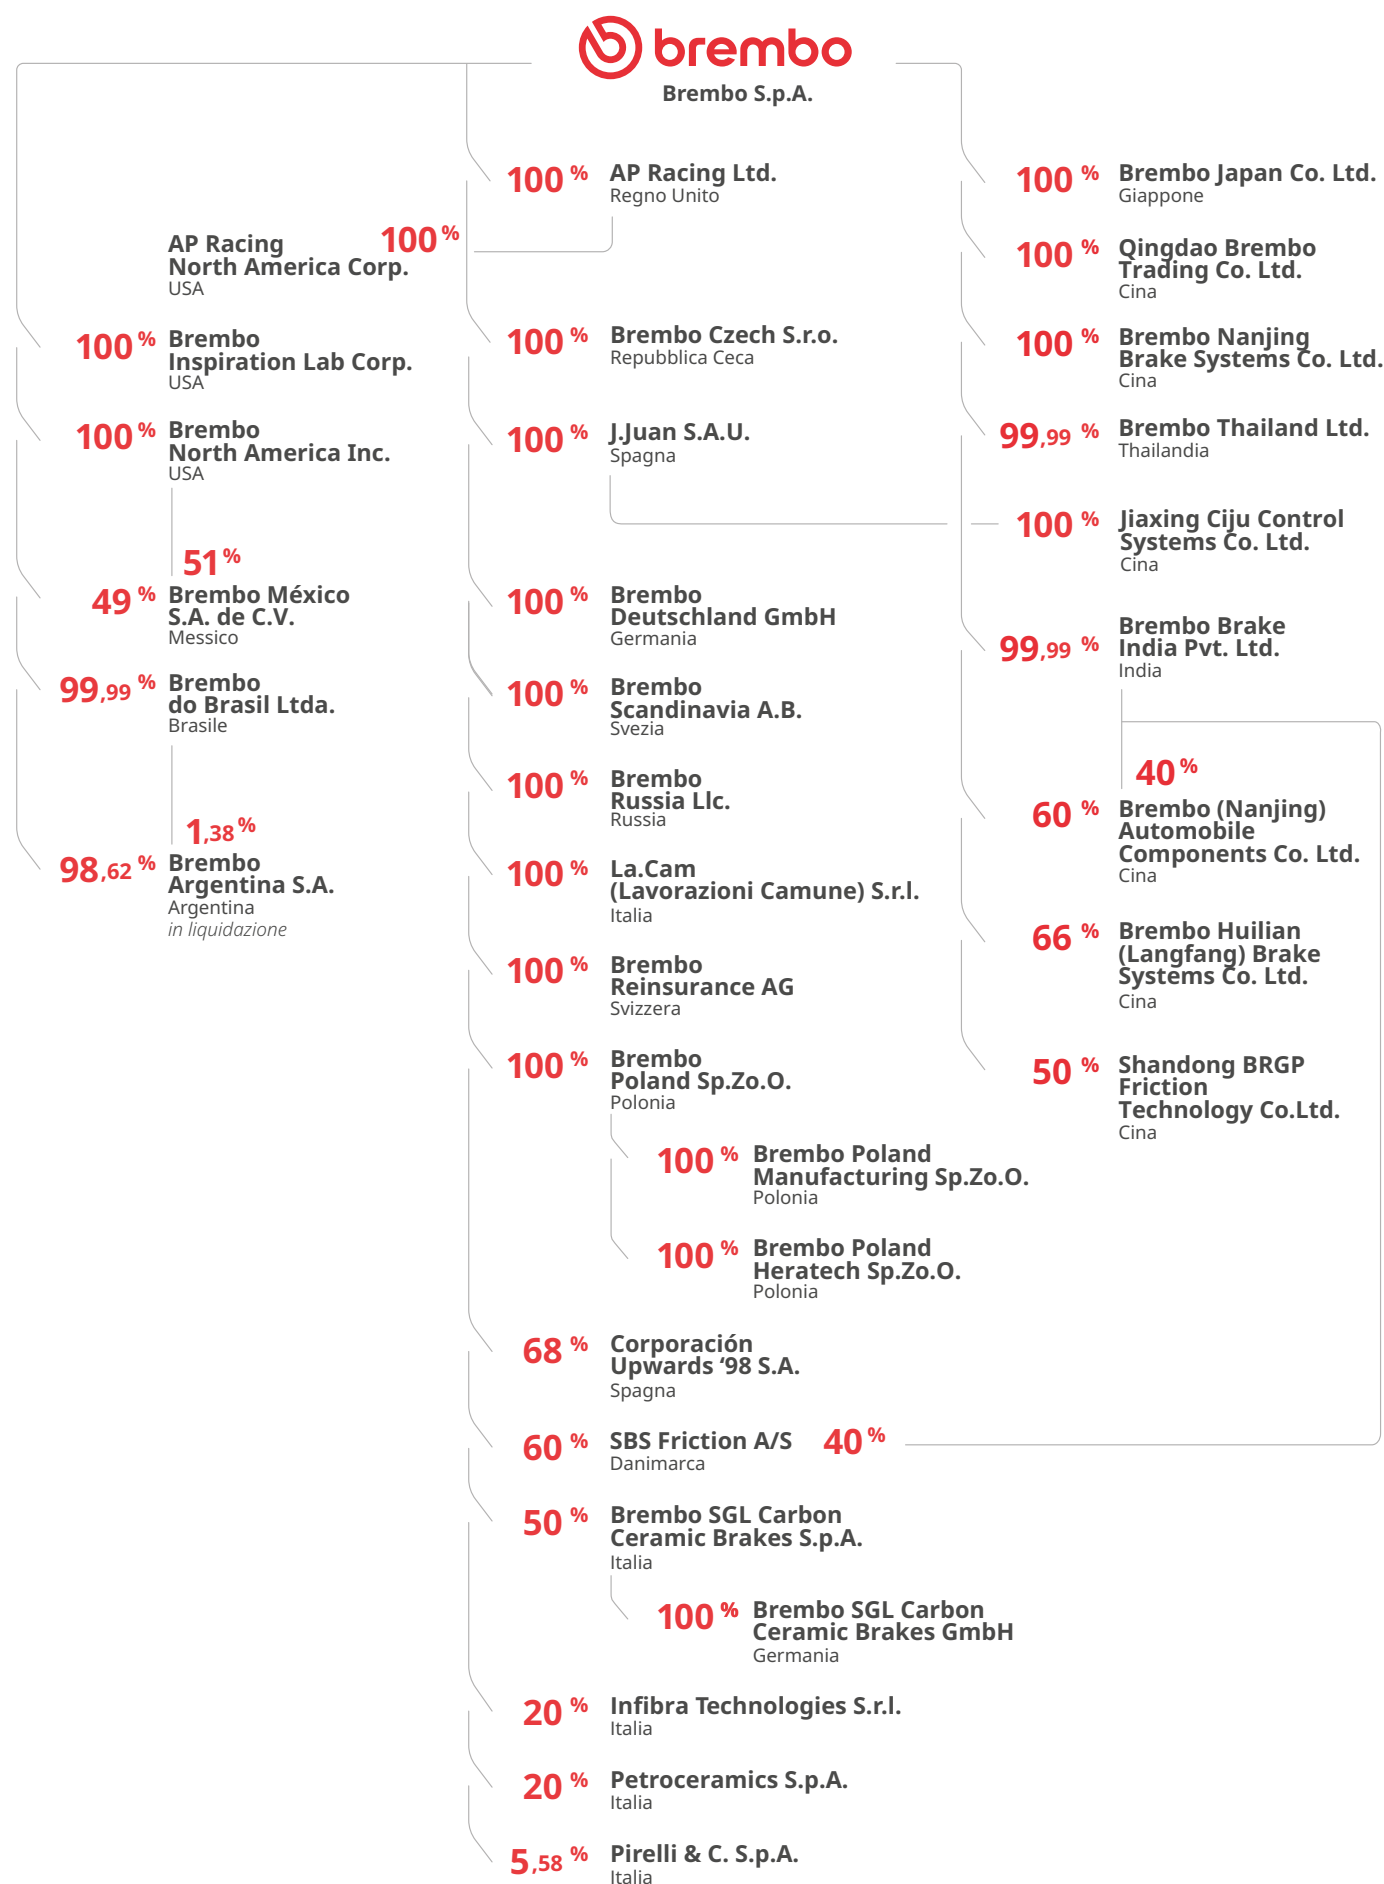 brembo
Brembo S.p.A.
AP Racing
North America Corp.
USA
100%
100% Brembo
Inspiration Lab Corp.
USA
100% Brembo
North America Inc.
USA
51%
49% Brembo México
S.A. de C.V.
Messico
99,99% Brembo
do Brasil Ltda.
Brasile
1,38%
98,62% Brembo
Argentina S.A.
Argentina
in liquidazione
100% AP Racing Ltd.
Regno Unito
100% Brembo Czech S.r.o.
Repubblica Ceca
100% J.Juan S.A.U.
Spagna
100% Brembo
Deutschland GmbH
Germania
100% Brembo
Scandinavia A.B.
Svezia
100% Brembo
Russia Llc.
Russia
100% La.Cam
(Lavorazioni Camune) S.r.l.
Italia
100% Brembo
Reinsurance AG
Svizzera
100% Brembo
Poland Sp.Zo.O.
Polonia
100% Brembo Poland
Manufacturing Sp.Zo.O.
Polonia
100% Brembo Poland
Heratech Sp.Zo.O.
Polonia
68% Corporación
Upwards ‘98 S.A.
Spagna
60% SBS Friction A/S 40%
Danimarca
50% Brembo SGL Carbon
Ceramic Brakes S.p.A.
Italia
100% Brembo SGL Carbon
Ceramic Brakes GmbH
Germania
20% Infibra Technologies S.r.l.
Italia
20% Petroceramics S.p.A.
Italia
5,58% Pirelli & C. S.p.A.
Italia
100% Brembo Japan Co. Ltd.
Giappone
100% Qingdao Brembo
Trading Co. Ltd.
Cina
100% Brembo Nanjing
Brake Systems Co. Ltd.
Cina
99,99% Brembo Thailand Ltd.
Thailandia
100% Jiaxing Ciju Control
Systems Co. Ltd.
Cina
99,99% Brembo Brake
India Pvt. Ltd.
India
40%
60% Brembo (Nanjing)
Automobile
Components Co. Ltd.
Cina
66% Brembo Huilian
(Langfang) Brake
Systems Co. Ltd.
Cina
50% Shandong BRGP
Friction
Technology Co.Ltd.
Cina